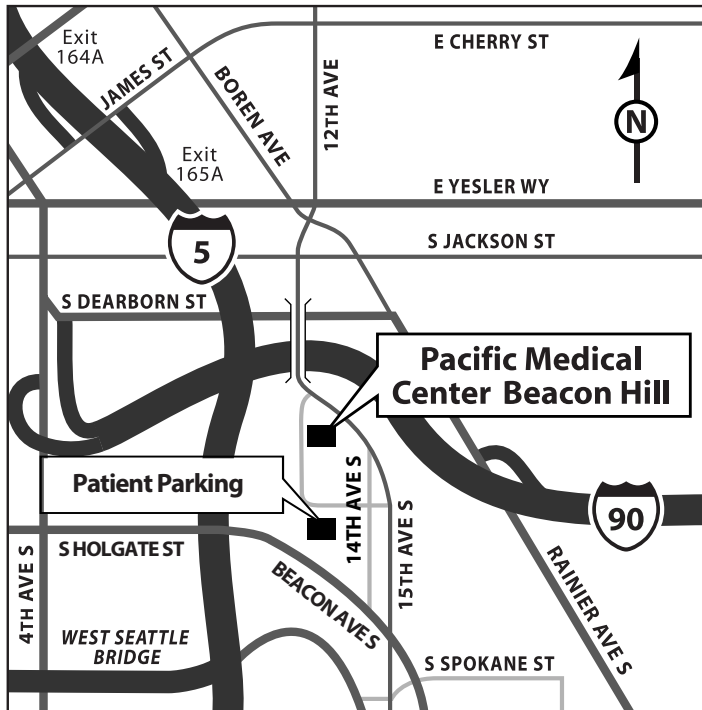 Exit
164A
JAMES ST
BOREN AVE
12TH AVE
E CHERRY ST
N
Exit
165A
E YESLER WY
5
S JACKSON ST
S DEARBORN ST
Pacific Medical
Center Beacon Hill
Patient Parking
14TH AVE S
15TH AVE S
90
4TH AVE S
S HOLGATE ST
BEACON AVE S
RAINIER AVE S
WEST SEATTLE
BRIDGE
S SPOKANE ST